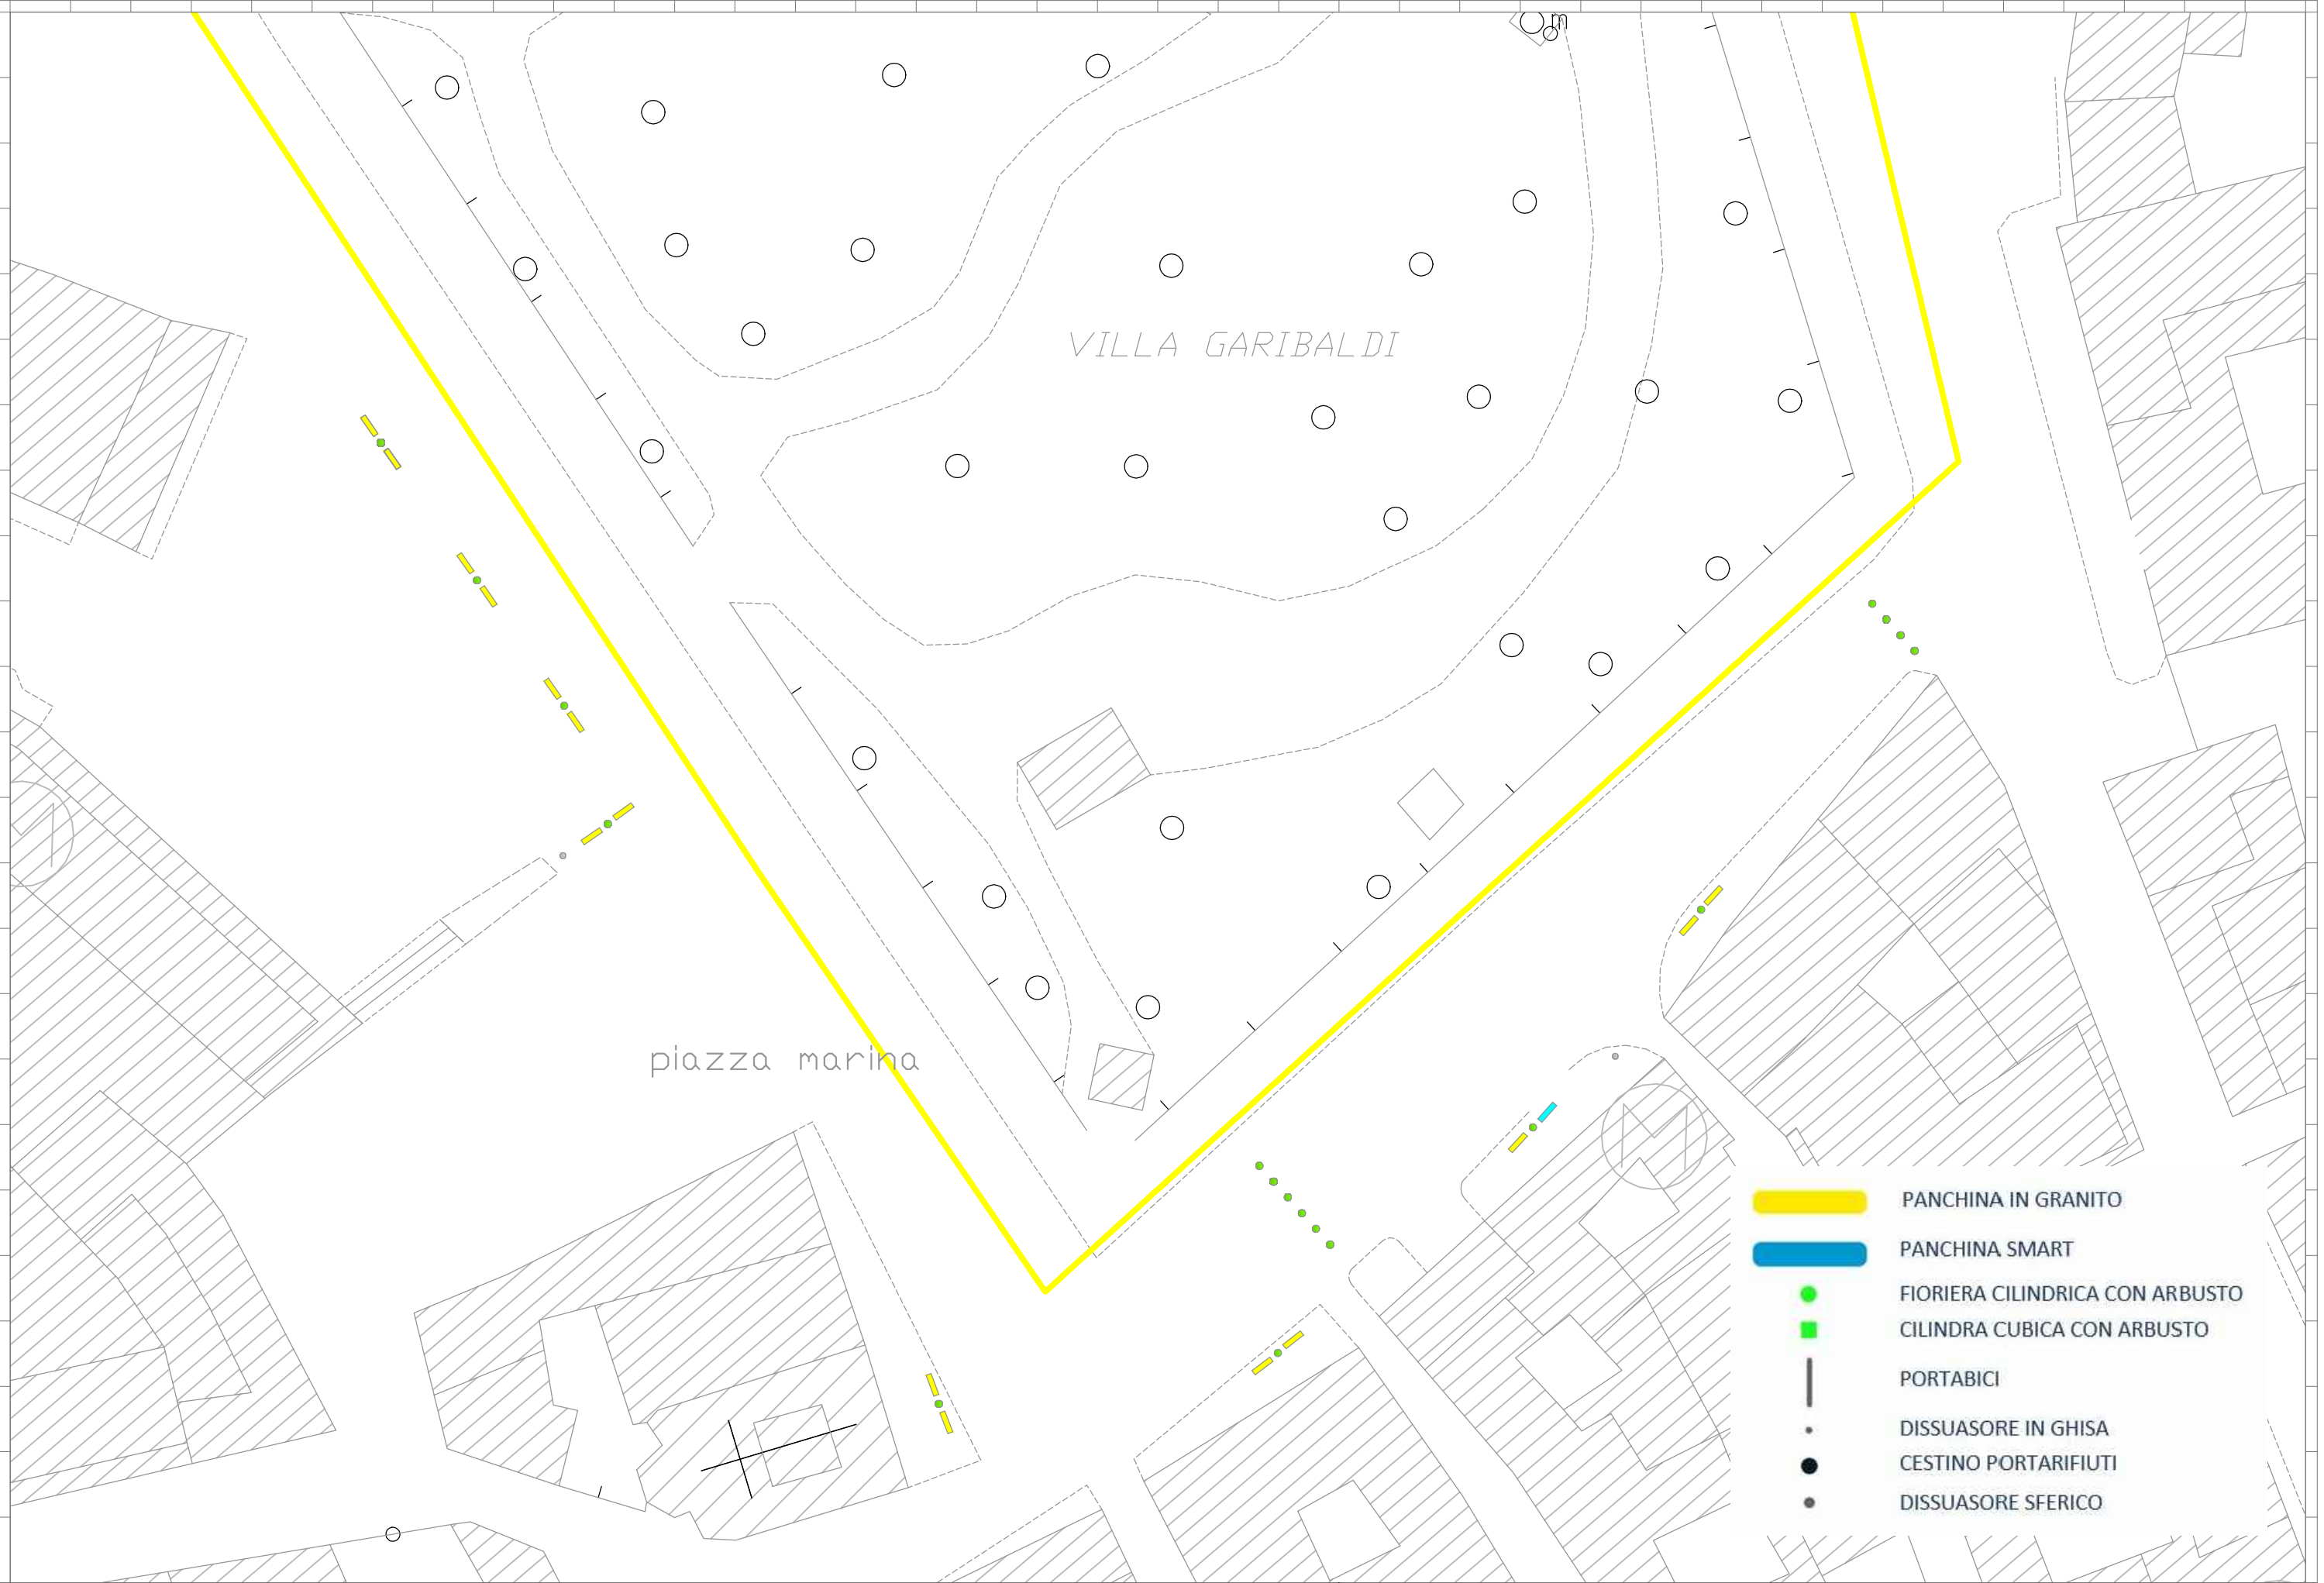 m
VILLA GARIBALDI
piazza marina
PANCHINA IN GRANITO
PANCHINA SMART
FIORIERA CILINDRICA CON ARBUSTO
CILINDRA CUBICA CON ARBUSTO
PORTABICI
DISSUASORE IN GHISA
CESTINO PORTARIFIUTI
DISSUASORE SFERICO